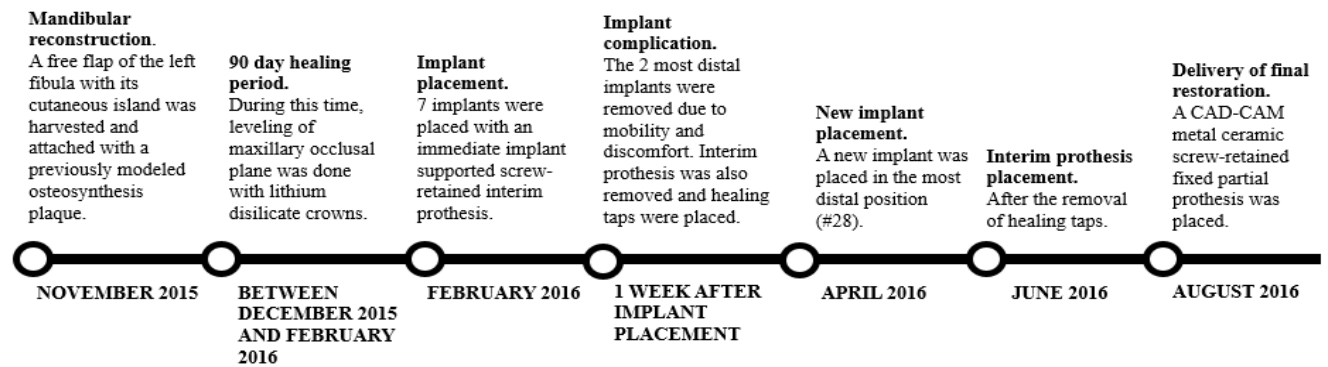 Mandibular
reconstruction.
A free flap of the left
fibula with its
cutaneous island was
harvested and
attached with a
previously modeled
osteosynthesis
plaque.
NOVEMBER 2015
90 day healing
period.
During this time,
leveling of
maxillary occlusal
plane was done
with lithium
disilicate crowns.
BETWEEN
DECEMBER 2015
AND FEBRUARY
2016
Implant
placement.
7 implants were
placed with an
immediate implant
supported screw-
retained interim
prothesis.
FEBRUARY 2016
Implant
complication.
The 2 most distal
implants were
removed due to
mobility and
discomfort. Interim
prothesis was also
removed and healing
taps were placed.
1 WEEK AFTER
IMPLANT
PLACEMENT
New implant
placement.
A new implant was
placed in the most
distal position
(#28).
APRIL 2016
Interim prothesis
placement.
After the removal
of healing taps.
JUNE 2016
Delivery of final
restoration.
A CAD-CAM
metal ceramic
screw-retained
fixed partial
prothesis was
placed.
AUGUST 2016